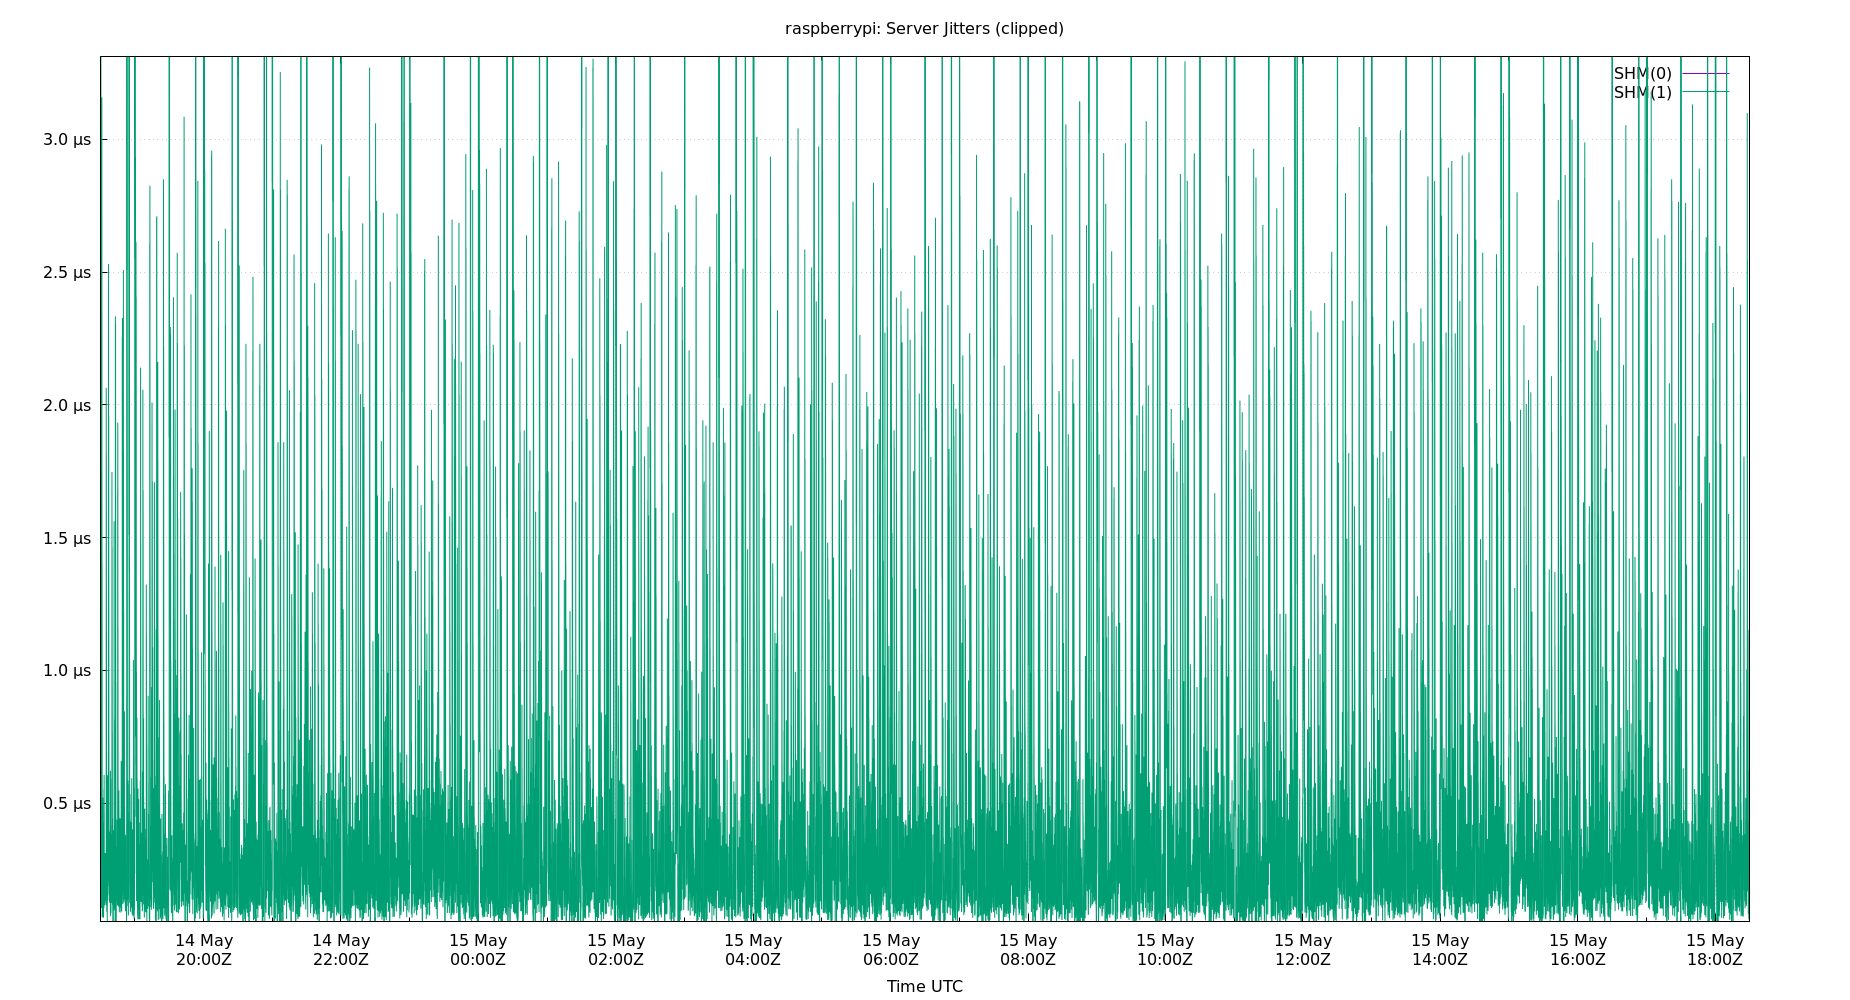 raspberrypi: Server Jitters (clipped)
SHM(0)
SHM(1)
3.0 µs
2.5 µs
2.0 µs
1.5 µs
1.0 µs
0.5 µs
14 May 14 May 15 May 15 May 15 May 15 May 15 May 15 May 15 May 15 May 15 May 15 May
20:00Z 22:00Z 00:00Z 02:00Z 04:00Z 06:00Z 08:00Z 10:00Z 12:00Z 14:00Z 16:00Z 18:00Z
Time UTC